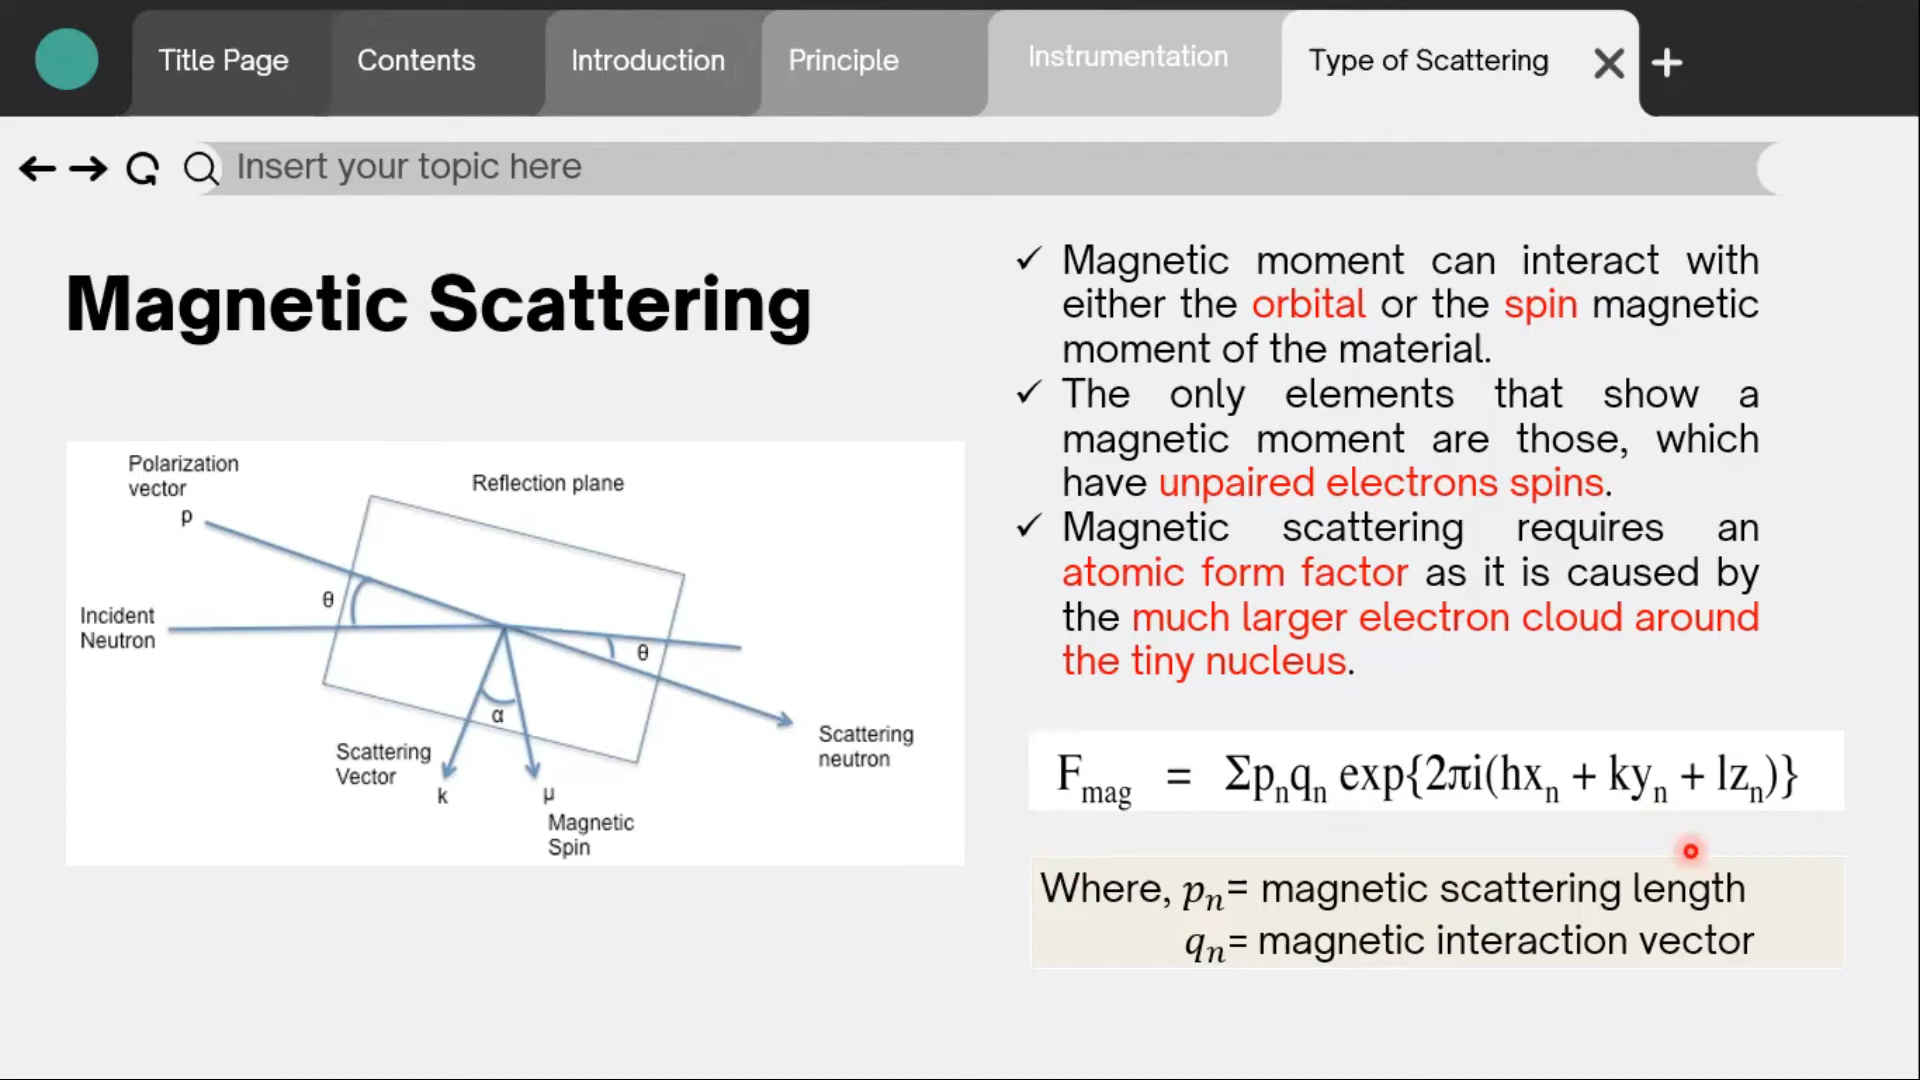 Title Page
Contents
Introduction
Principle
Instrumentation
Type of Scattering
Insert your topic here
Magnetic Scattering
Polarization
vector
p
Reflection plane
θ
Incident
Neutron
θ
α
Scattering
Vector
k
μ
Magnetic
Spin
Scattering
neutron
✓ Magnetic moment can interact with
either the orbital or the spin magnetic
moment of the material.
✓ The only elements that show a
magnetic moment are those, which
have unpaired electrons spins.
✓ Magnetic scattering requires an
atomic form factor as it is caused by
the much larger electron cloud around
the tiny nucleus.
F_mag = Σp_nq_n exp{2πi(hx_n + ky_n + lz_n)}
Where, p_n= magnetic scattering length
q_n= magnetic interaction vector